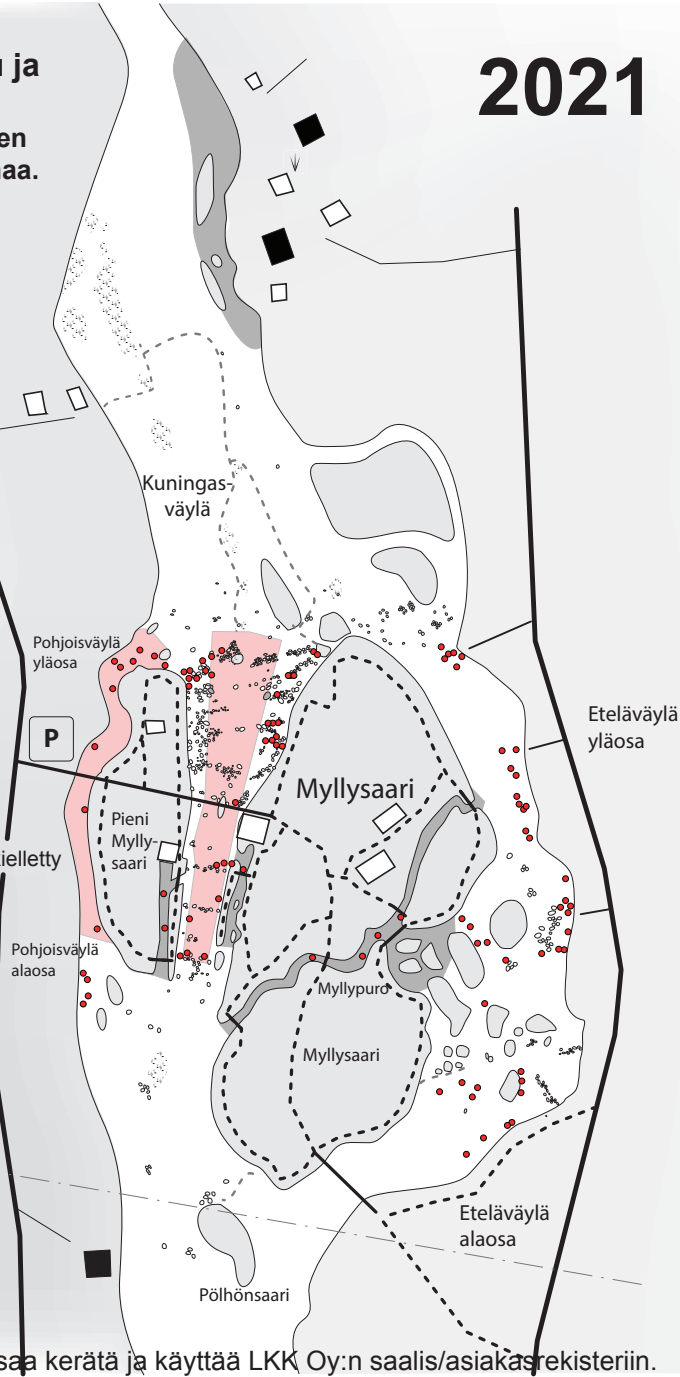 ja
2021
en
aa.
Kuningas-
väylä
Pohjoisväylä
yläosa
P
Eteläväylä
yläosa
Myllysaari
Pieni
Mylly-
saari
ielletty
Pohjoisväylä
alaosa
Myllypuro
Myllysaari
Eteläväylä
alaosa
Pölhönsaari
saa kerätä ja käyttää LKK Oy:n saalis/asiakasrekisteriin.